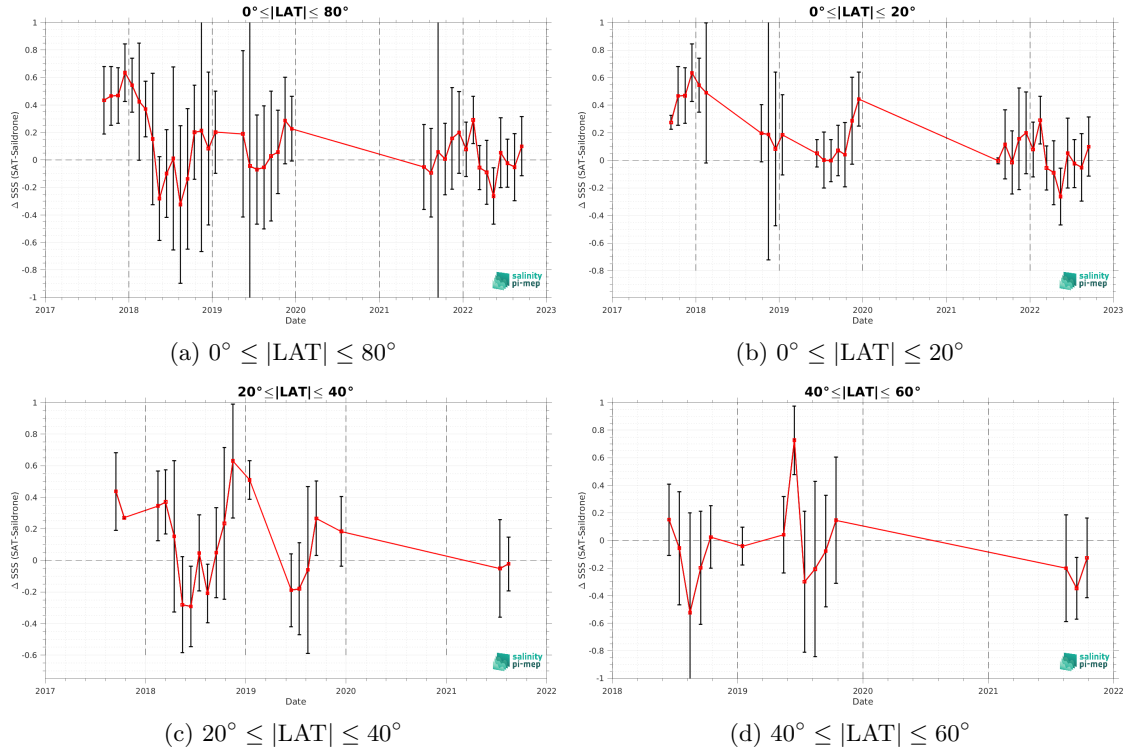 0°≤|LAT|≤ 80°
Δ SSS (SAT-Saildrone)
1
0.8
0.6
0.4
0.2
0
-0.2
-0.4
-0.6
-0.8
-1
2017
2018
2019
2020
2021
2022
2023
Date
salinity
pi-mep
(a) 0° ≤ |LAT| ≤ 80°
0°≤|LAT|≤ 20°
Δ SSS (SAT-Saildrone)
1
0.8
0.6
0.4
0.2
0
-0.2
-0.4
-0.6
-0.8
2017
2018
2019
2020
2021
2022
2023
Date
salinity
pi-mep
(b) 0° ≤ |LAT| ≤ 20°
20°≤|LAT|≤ 40°
Δ SSS (SAT-Saildrone)
1
0.8
0.6
0.4
0.2
0
-0.2
-0.4
-0.6
2017
2018
2019
2020
2021
2022
Date
salinity
pi-mep
(c) 20° ≤ |LAT| ≤ 40°
40°≤|LAT|≤ 60°
Δ SSS (SAT-Saildrone)
1
0.8
0.6
0.4
0.2
0
-0.2
-0.4
-0.6
-0.8
-1
2018
2019
2020
2021
2022
Date
salinity
pi-mep
(d) 40° ≤ |LAT| ≤ 60°